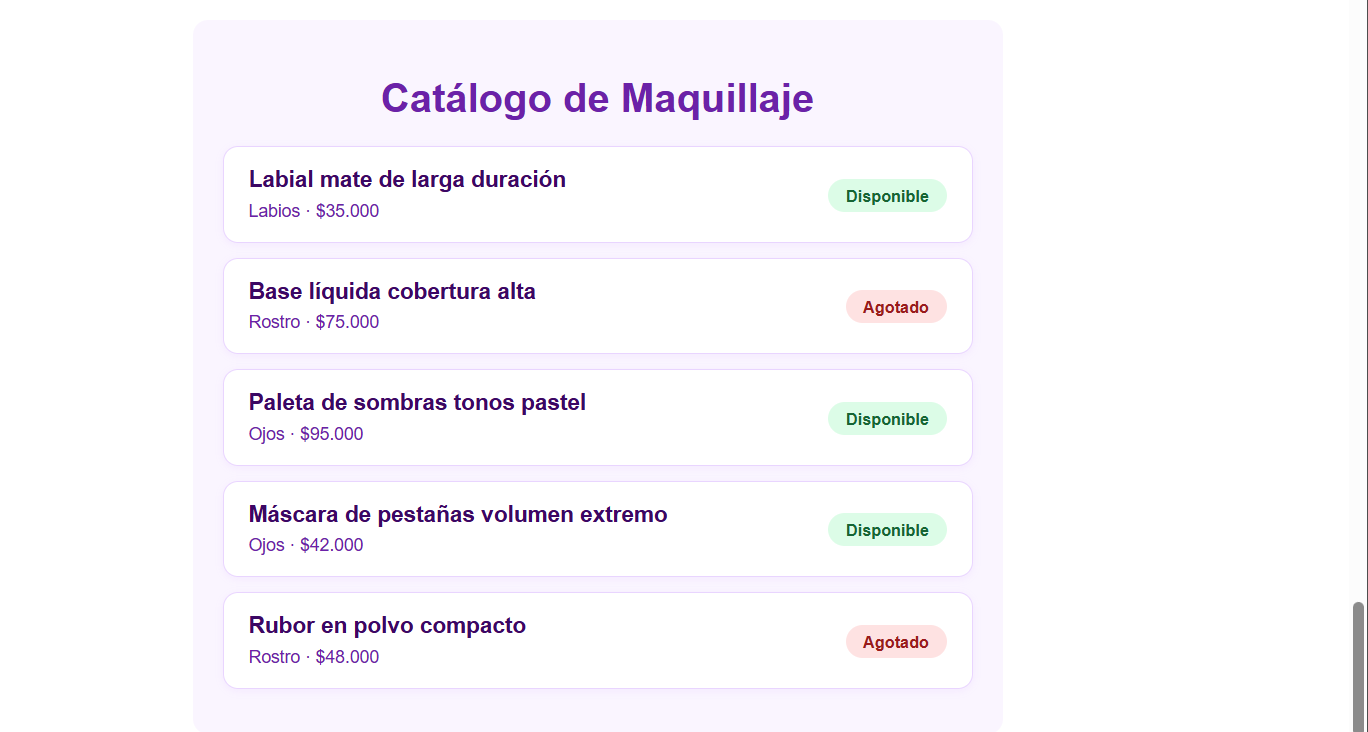 Catálogo de Maquillaje
Labial mate de larga duración
Labios · $35.000
Disponible
Base líquida cobertura alta
Rostro · $75.000
Agotado
Paleta de sombras tonos pastel
Ojos · $95.000
Disponible
Máscara de pestañas volumen extremo
Ojos · $42.000
Disponible
Rubor en polvo compacto
Rostro · $48.000
Agotado